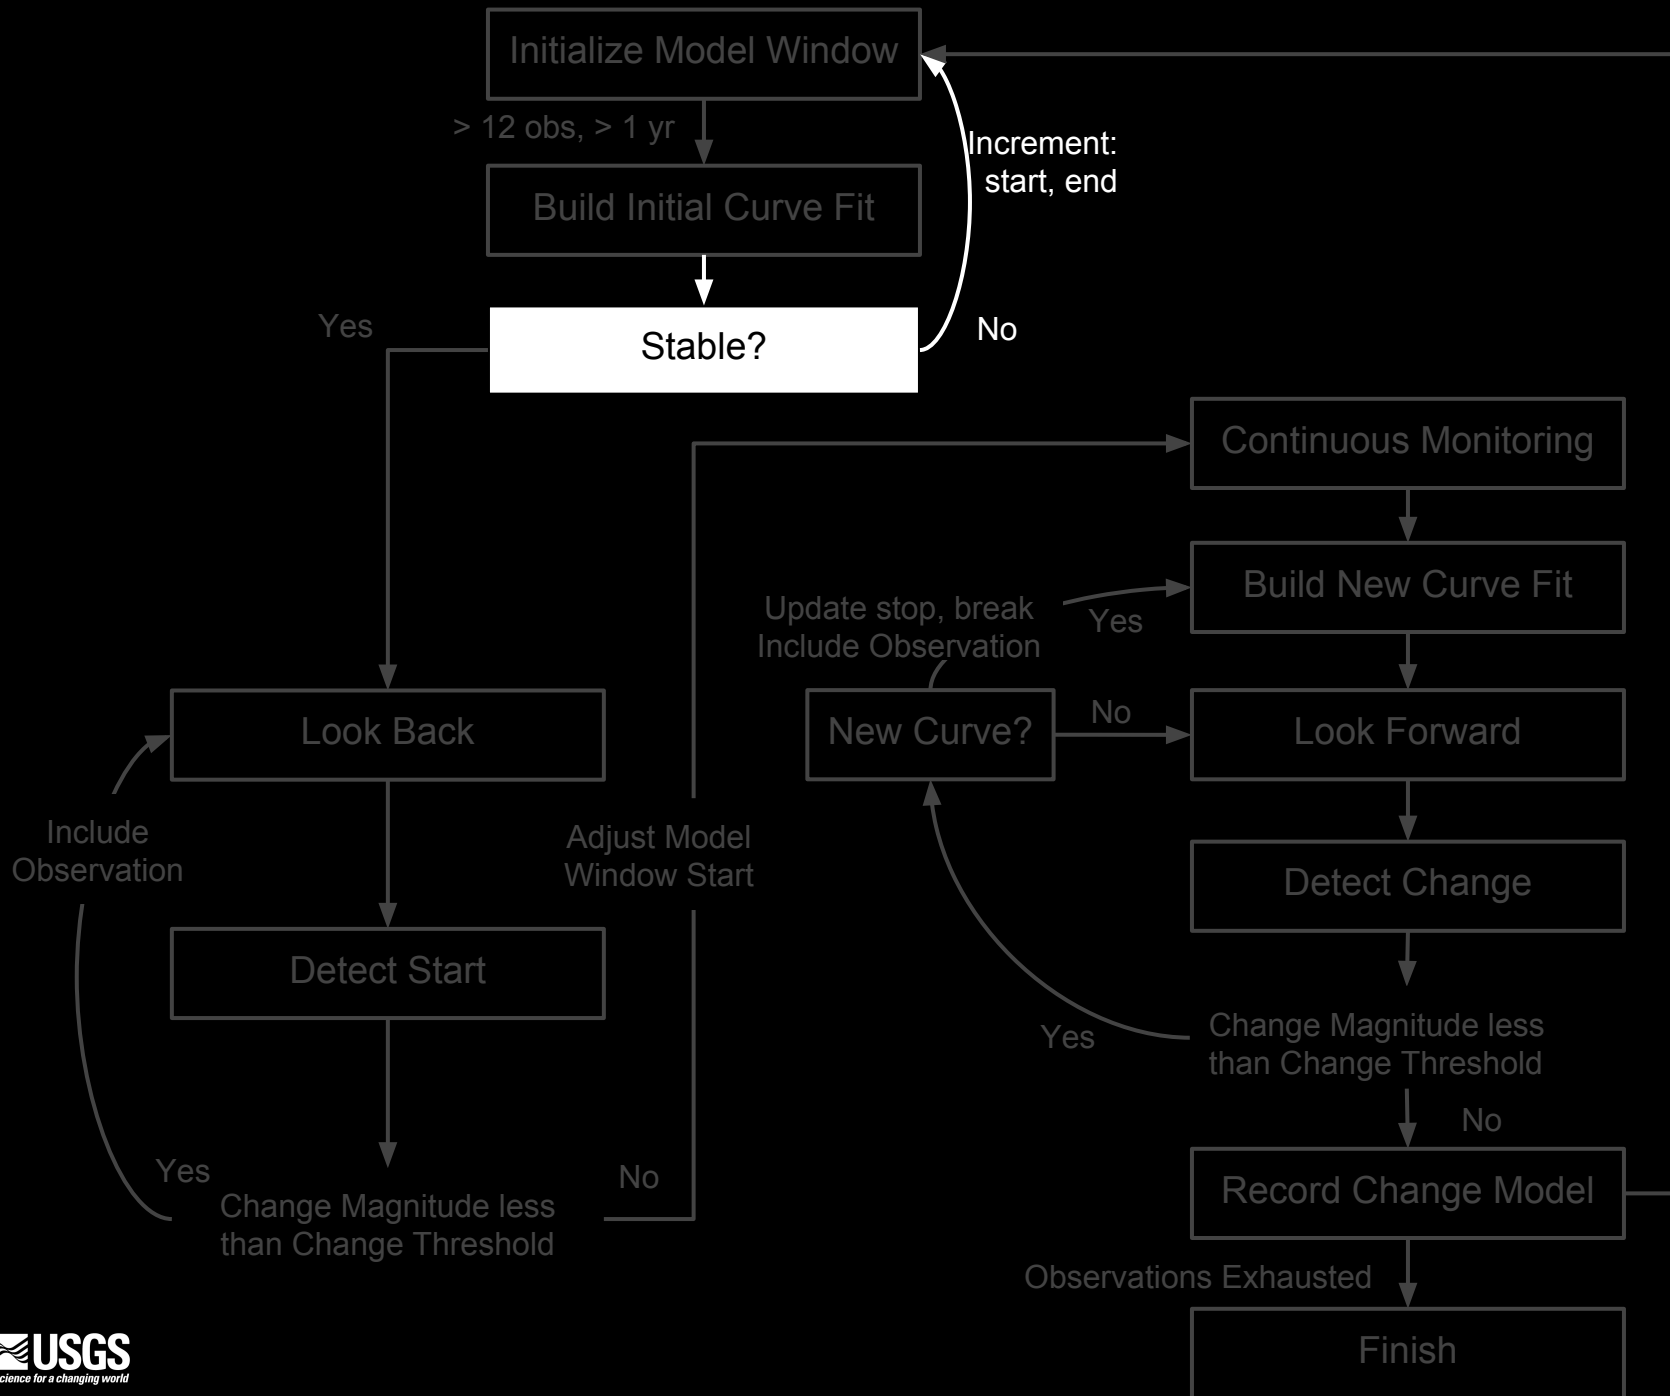 Initialize Model Window
> 12 obs, > 1 yr
Increment:
start, end
Build Initial Curve Fit
Yes
Stable?
No
Continuous Monitoring
Build New Curve Fit
Update stop, break
Include Observation
Yes
Look Back
New Curve?
No
Look Forward
Include
Observation
Adjust Model
Window Start
Detect Change
Detect Start
Yes
Change Magnitude less
than Change Threshold
No
Yes
No
Change Magnitude less
than Change Threshold
Record Change Model
Observations Exhausted
Finish
USGS
science for a changing world